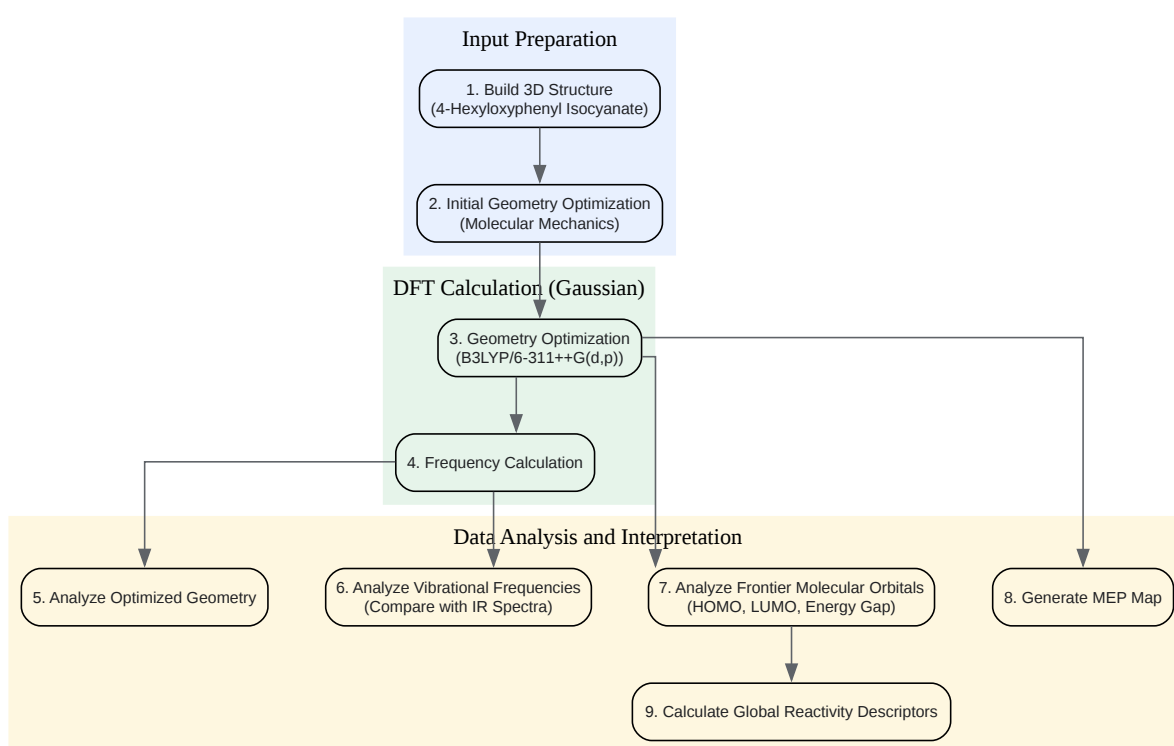 Input Preparation
1. Build 3D Structure
(4-Hexyloxyphenyl Isocyanate)
2. Initial Geometry Optimization
(Molecular Mechanics)
DFT Calculation (Gaussian)
3. Geometry Optimization
(B3LYP/6-311++G(d,p))
4. Frequency Calculation
Data Analysis and Interpretation
5. Analyze Optimized Geometry
6. Analyze Vibrational Frequencies
(Compare with IR Spectra)
7. Analyze Frontier Molecular Orbitals
(HOMO, LUMO, Energy Gap)
8. Generate MEP Map
9. Calculate Global Reactivity Descriptors